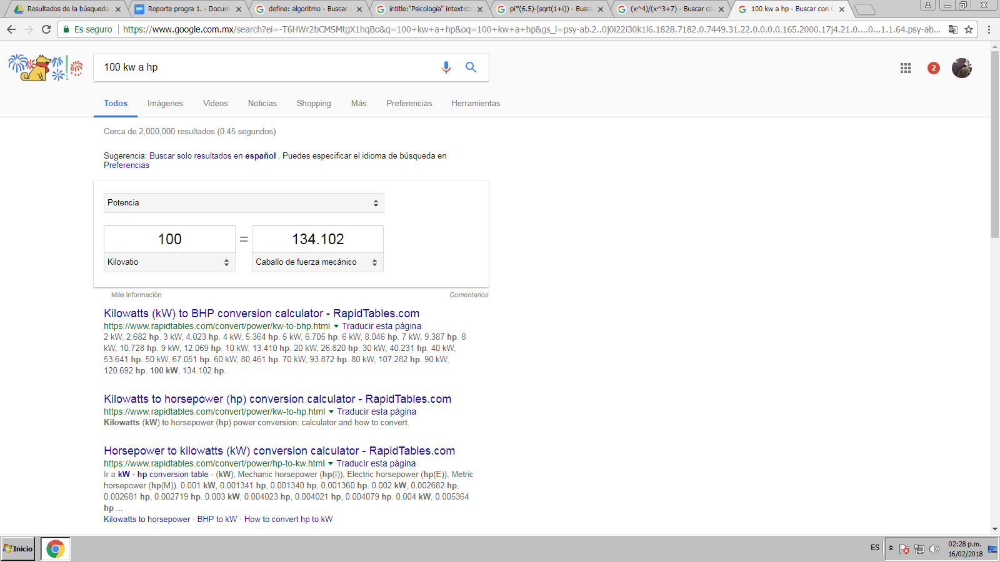 Resultados de la búsqueda
Reporte progra 1. - Docum
define: algoritmo - Buscar
intitle:"Psicología" intext:co
pi*(6.5)-(sqrt(1+i)) - Busca
(x^4)/(x^3+7) - Buscar co
100 kw a hp - Buscar con G
Es seguro
https://www.google.com.mx/search?ei=-T6HWr2bCMSMtgX1hqBo&q=100+kw+a+hp&oq=100+kw+a+hp&gs_l=psy-ab.2..0j0i22i30k1l6.1828.7182.0.7449.31.22.0.0.0.0.165.2000.17j4.21.0....0...1.1.64.psy-ab...
100 kw a hp
2
Todos
Imágenes
Videos
Noticias
Shopping
Más
Preferencias
Herramientas
Cerca de 2,000,000 resultados (0.45 segundos)
Sugerencia: Buscar solo resultados en español . Puedes especificar el idioma de búsqueda en
Preferencias
Potencia
100 = 134.102
Kilovatio
Caballo de fuerza mecánico
Más información
Comentarios
Kilowatts (kW) to BHP conversion calculator - RapidTables.com
https://www.rapidtables.com/convert/power/kw-to-bhp.html Traducir esta página
2 kW, 2.682 hp. 3 kW, 4.023 hp. 4 kW, 5.364 hp. 5 kW, 6.705 hp. 6 kW, 8.046 hp. 7 kW, 9.387 hp. 8
kW, 10.728 hp. 9 kW, 12.069 hp. 10 kW, 13.410 hp. 20 kW, 26.820 hp. 30 kW, 40.231 hp. 40 kW,
53.641 hp. 50 kW, 67.051 hp. 60 kW, 80.461 hp. 70 kW, 93.872 hp. 80 kW, 107.282 hp. 90 kW,
120.692 hp. 100 kW, 134.102 hp.
Kilowatts to horsepower (hp) conversion calculator - RapidTables.com
https://www.rapidtables.com/convert/power/kw-to-hp.html Traducir esta página
Kilowatts (kW) to horsepower (hp) power conversion: calculator and how to convert.
Horsepower to kilowatts (kW) conversion calculator - RapidTables.com
https://www.rapidtables.com/convert/power/hp-to-kw.html Traducir esta página
Ir a kW - hp conversion table - (kW), Mechanic horsepower (hp(I)), Electric horsepower (hp(E)), Metric
horsepower (hp(M)). 0.001 kW, 0.001341 hp, 0.001340 hp, 0.001360 hp. 0.002 kW, 0.002682 hp,
0.002681 hp, 0.002719 hp. 0.003 kW, 0.004023 hp, 0.004021 hp, 0.004079 hp. 0.004 kW, 0.005364
hp ...
Kilowatts to horsepower · BHP to kW · How to convert hp to kW
Inicio
ES
02:28 p.m.
16/02/2018